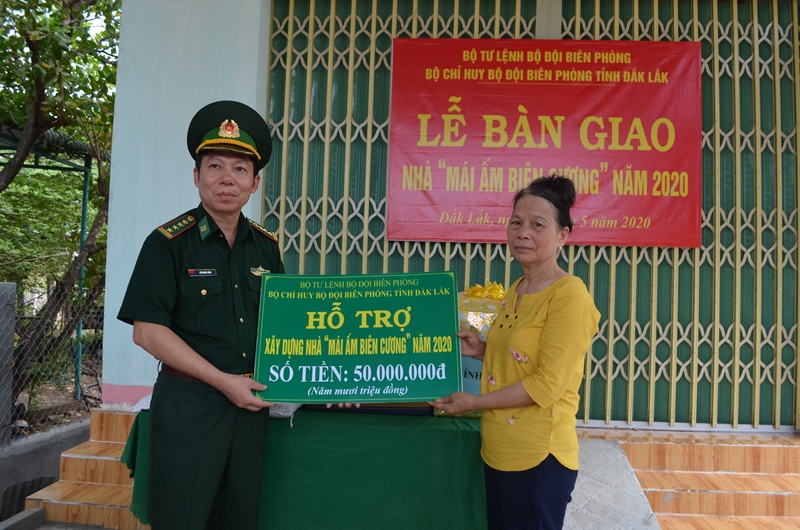 BỘ TƯ LỆNH BỘ ĐỘI BIÊN PHÒNG
BỘ CHỈ HUY BỘ ĐỘI BIÊN PHÒNG TỈNH ĐẮK LẮK
LỄ BÀN GIAO
NHÀ “MÁI ẤM BIÊN CƯƠNG” NĂM 2020
Đăk Lăk, 5 năm 2020
BỘ TƯ LỆNH BỘ ĐỘI BIÊN PHÒNG
BỘ CHỈ HUY BỘ ĐỘI BIÊN PHÒNG TỈNH ĐẮK LẮK
HỖ TRỢ
XÂY DỰNG NHÀ “MÁI ẤM BIÊN CƯƠNG” NĂM 2020
SỐ TIỀN: 50.000.000đ
(Năm mươi triệu đồng)